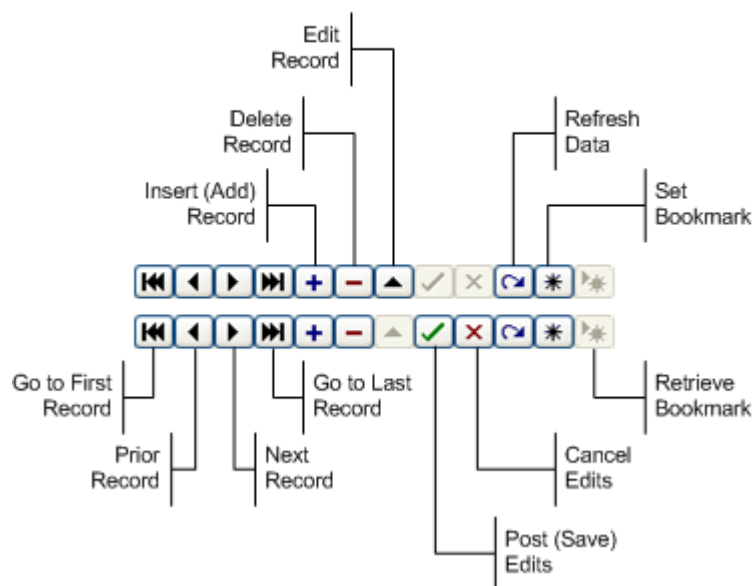 Edit
Record
Delete
Record
Refresh
Data
Insert (Add)
Record
Set
Bookmark
Go to First
Record
Go to Last
Record
Retrieve
Bookmark
Prior
Record
Next
Record
Cancel
Edits
Post (Save)
Edits